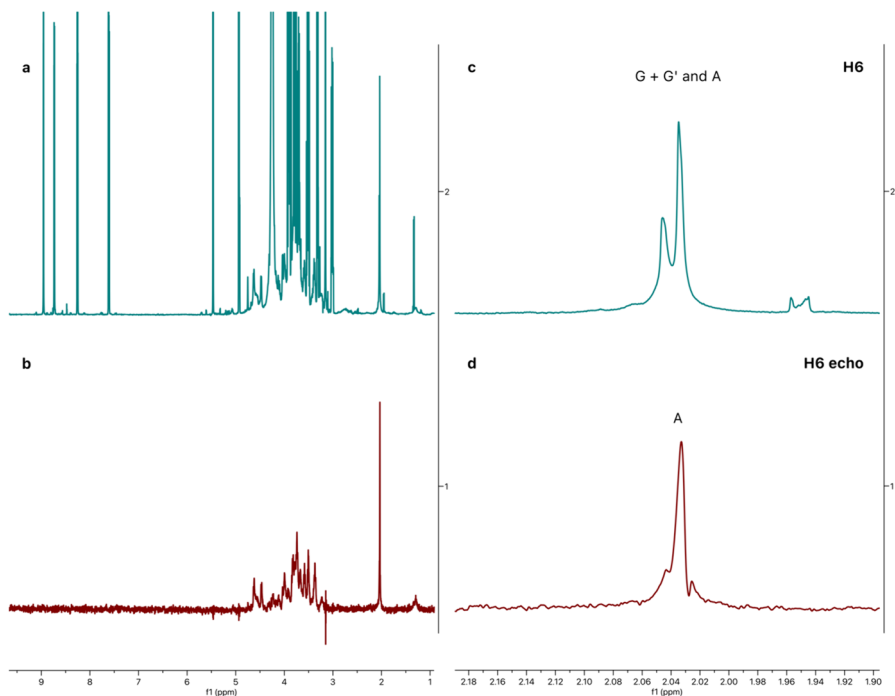 a
2
b
1
9 8 7 6 5 4 3 2 1
f1 (ppm)
c
H6
G + G' and A
2
d
H6 echo
A
1
2.18 2.16 2.14 2.12 2.10 2.08 2.06 2.04 2.02 2.00 1.98 1.96 1.94 1.92 1.90
f1 (ppm)